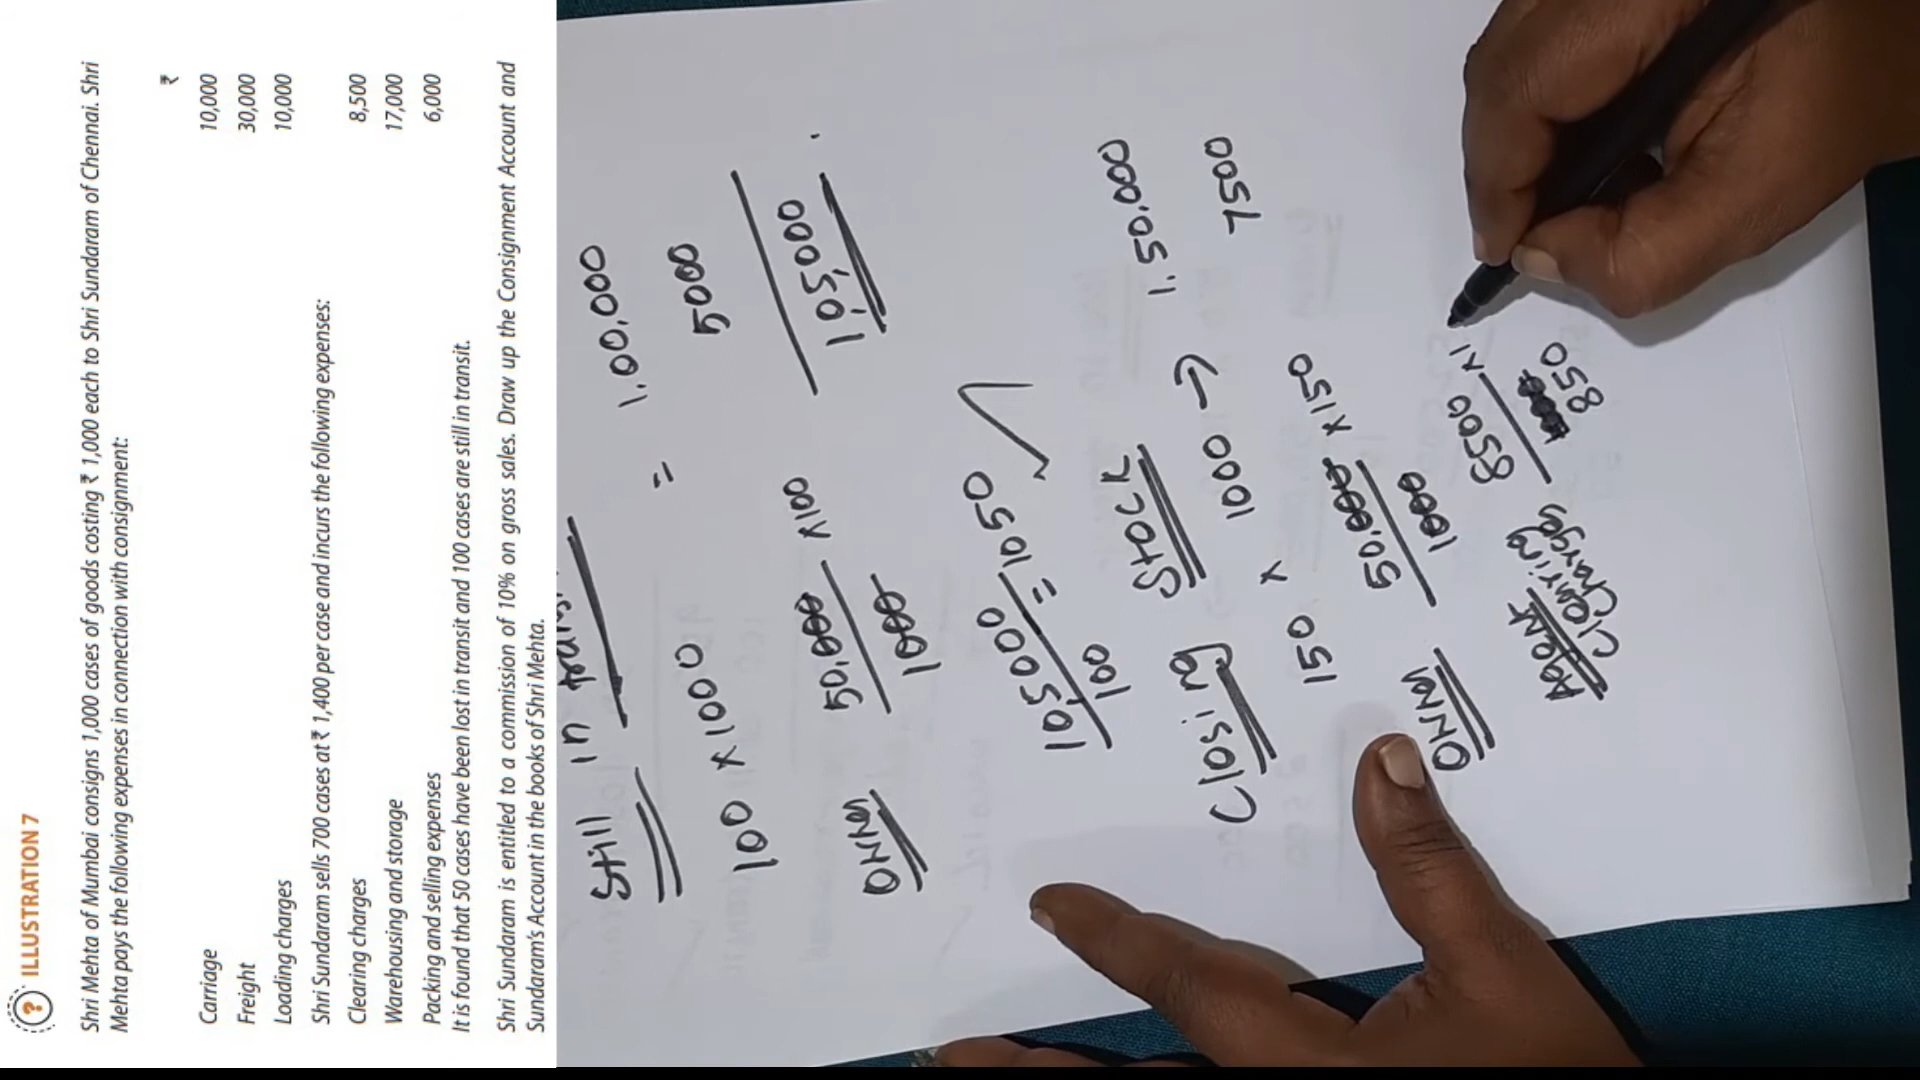 ? ILLUSTRATION 7
Shri Mehta of Mumbai consigns 1,000 cases of goods costing ₹ 1,000 each to Shri Sundaram of Chennai. Shri
Mehta pays the following expenses in connection with consignment:
₹
Carriage 10,000
Freight 30,000
Loading charges 10,000
Shri Sundaram sells 700 cases at ₹ 1,400 per case and incurs the following expenses:
Clearing charges 8,500
Warehousing and storage 17,000
Packing and selling expenses 6,000
It is found that 50 cases have been lost in transit and 100 cases are still in transit.
Shri Sundaram is entitled to a commission of 10% on gross sales. Draw up the Consignment Account and
Sundaram's Account in the books of Shri Mehta.
Still in
100 x 1000 = 1,00,000
Owner 50,000 x100 5000
1000
1,05,000
105000 = 1050
100
Closing Stock
150 x 1000 → 1,50,000
Owner 50,000 x150 7500
1000
Agent
Clearing 8500 x1
Charges 850